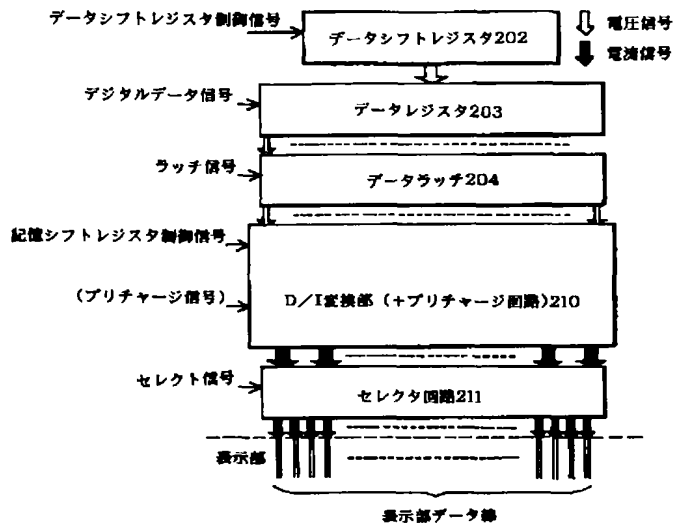 データシフトレジスタ制御信号
データシフトレジスタ202
電圧信号
電流信号
デジタルデータ信号
データレジスタ203
ラッチ信号
データラッチ204
記憶シフトレジスタ制御信号
(プリチャージ信号)
D/I変換部(+プリチャージ回路)210
セレクト信号
セレクタ回路211
表示部
表示部データ線